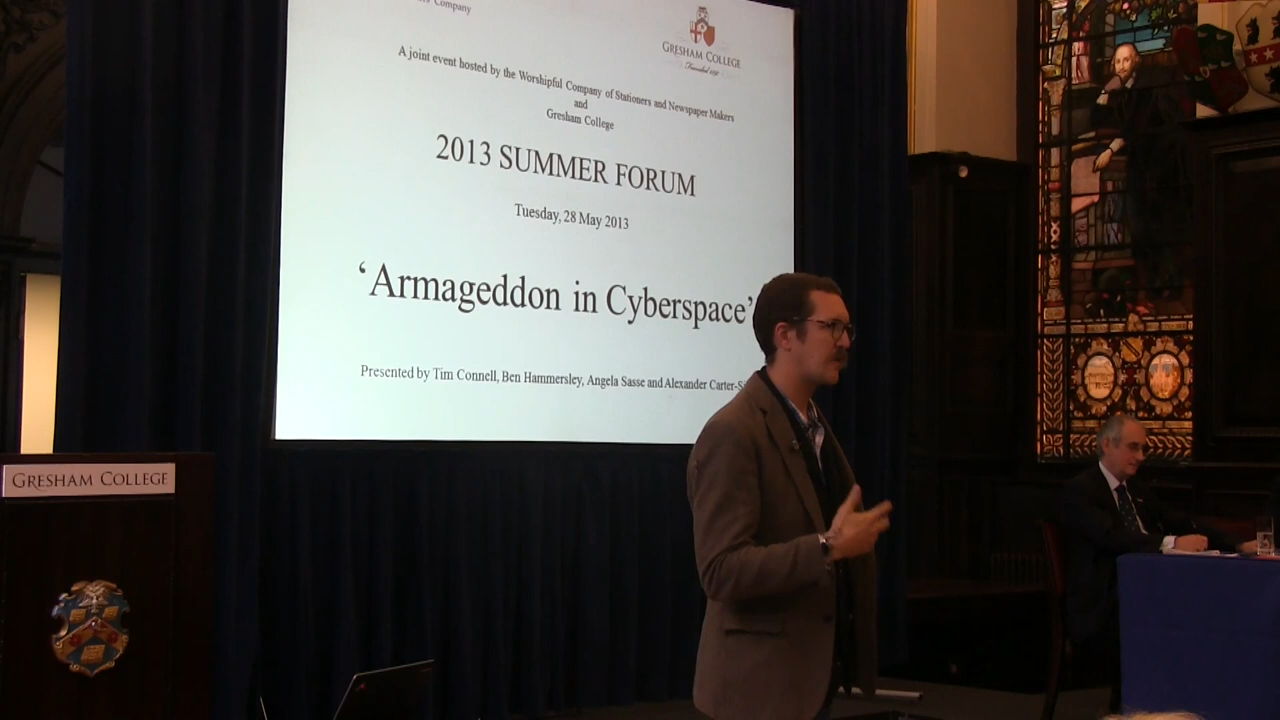 Company
GRESHAM COLLEGE
A joint event hosted by the Worshipful Company of Stationers and Newspaper Makers
and
Gresham College
2013 SUMMER FORUM
Tuesday, 28 May 2013
‘Armageddon in Cyberspace’
Presented by Tim Connell, Ben Hammersley, Angela Sasse and Alexander Carter-Si
GRESHAM COLLEGE